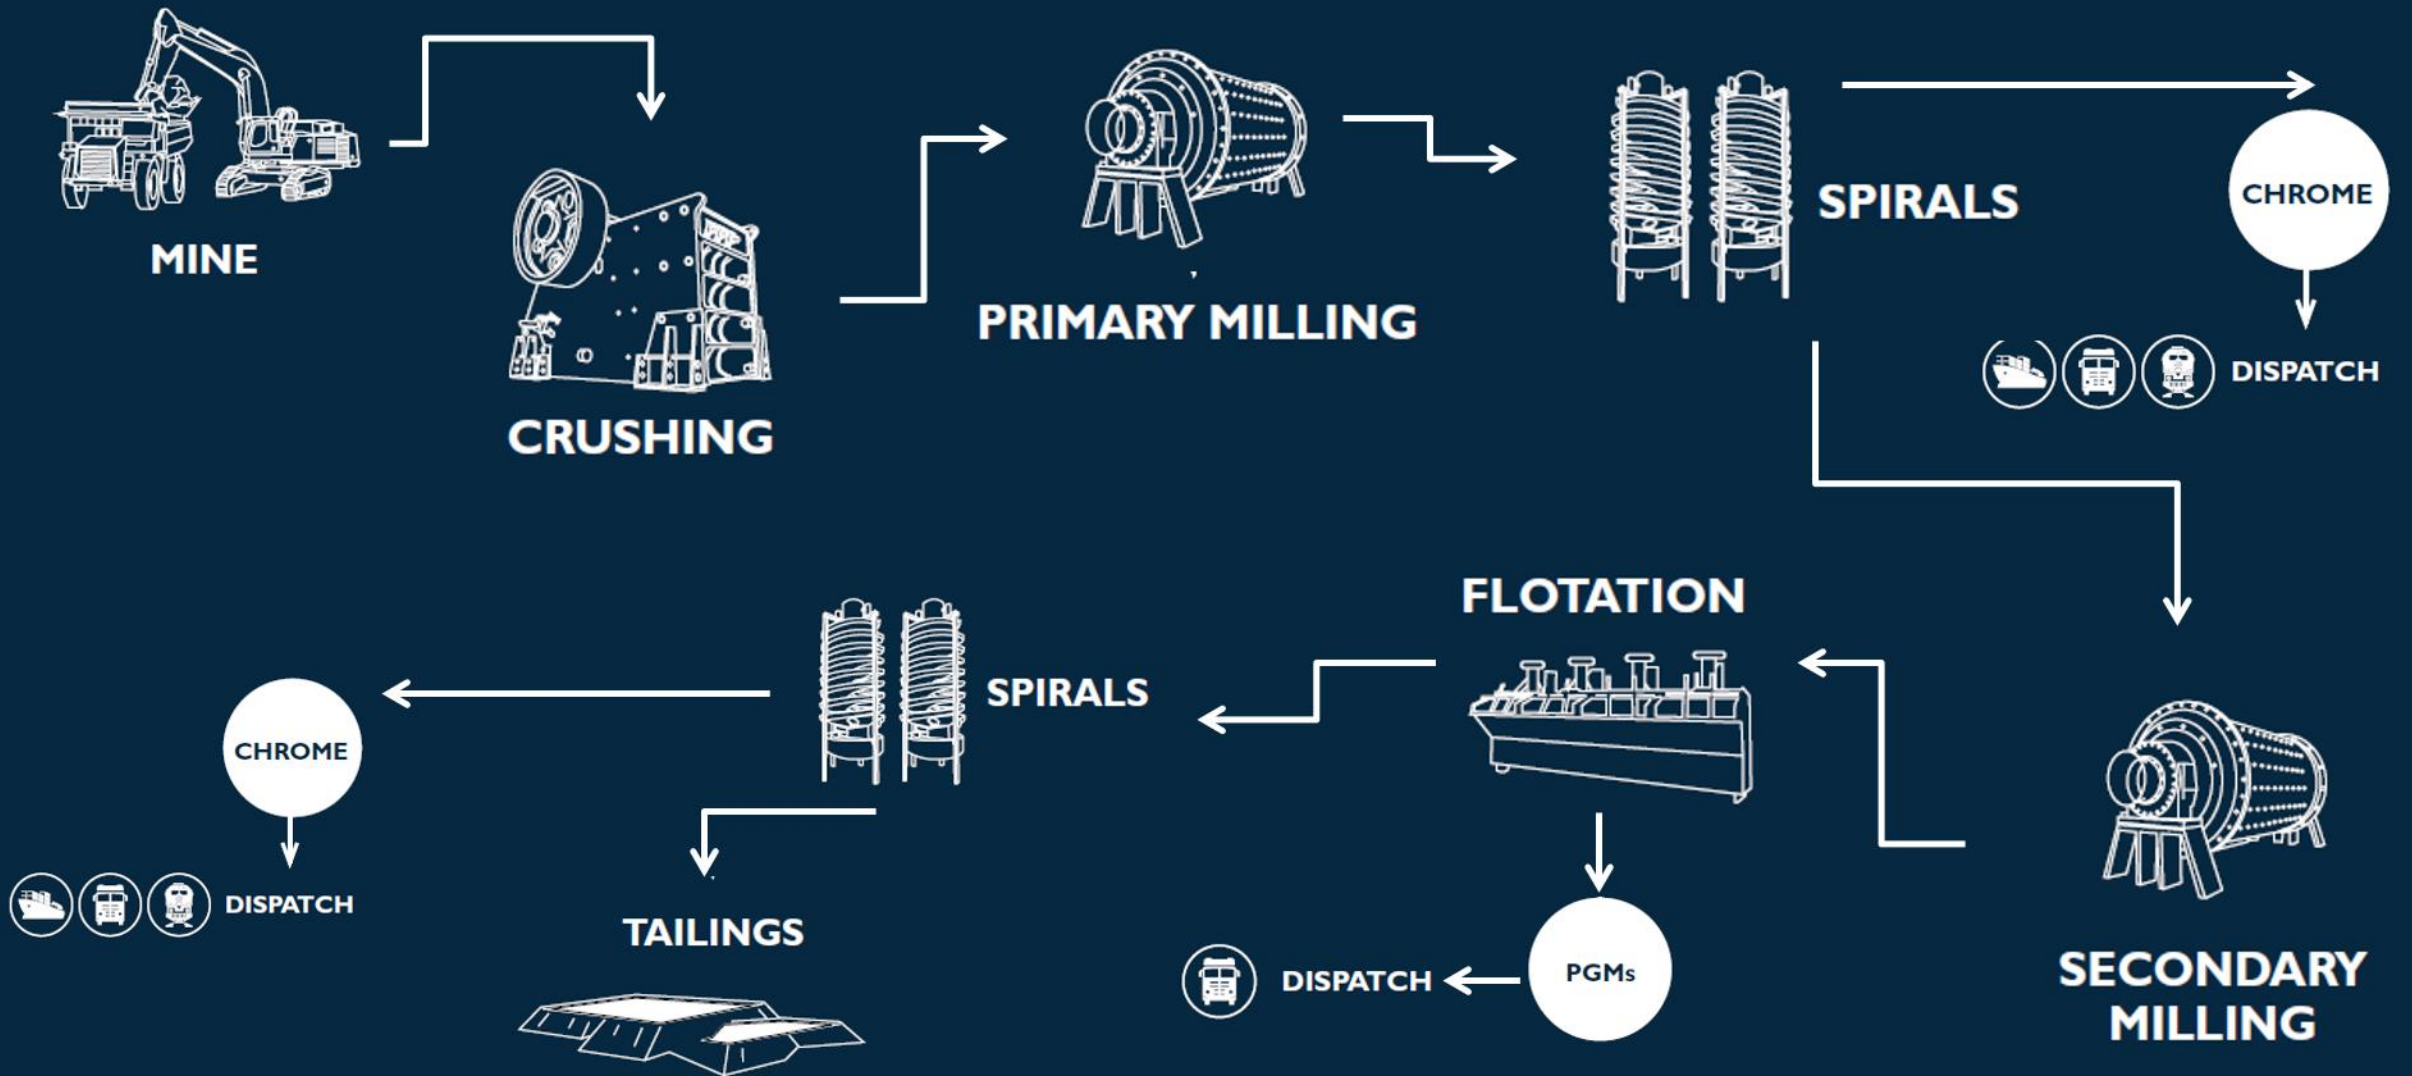 MINE
CRUSHING
PRIMARY MILLING
SPIRALS
CHROME
DISPATCH
SECONDARY
MILLING
FLOTATION
PGMs
DISPATCH
SPIRALS
CHROME
DISPATCH
TAILINGS